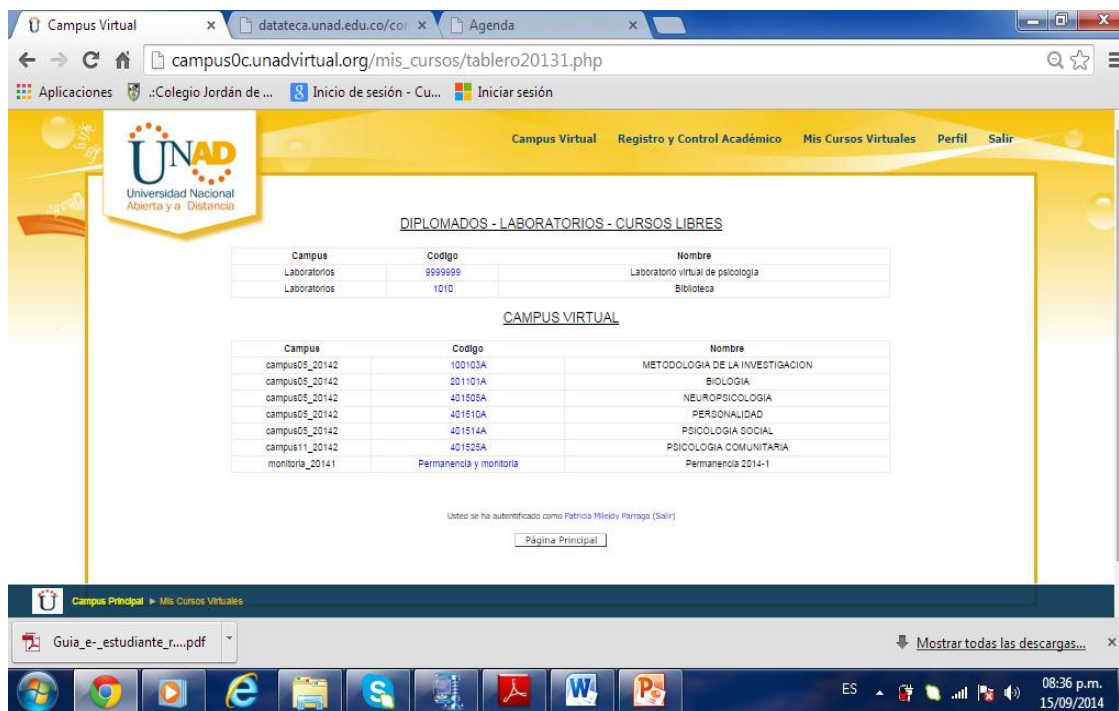 Campus Virtual
datateca.unad.edu.co/cor
Agenda
campus0c.unadvirtual.org/mis_cursos/tablero20131.php
Aplicaciones .:Colegio Jordán de ... Inicio de sesión - Cu... Iniciar sesión
UNAD
Universidad Nacional
Abierta y a Distancia
Campus Virtual Registro y Control Académico Mis Cursos Virtuales Perfil Salir
DIPLOMADOS - LABORATORIOS - CURSOS LIBRES
Campus Codigo Nombre
Laboratorios 9999999 Laboratorio virtual de psicologia
Laboratorios 1010 Biblioteca
CAMPUS VIRTUAL
Campus Codigo Nombre
campus05_20142 100103A METODOLOGIA DE LA INVESTIGACION
campus05_20142 201101A BIOLOGIA
campus05_20142 401505A NEUROPSICOLOGIA
campus05_20142 401510A PERSONALIDAD
campus05_20142 401514A PSICOLOGIA SOCIAL
campus11_20142 401525A PSICOLOGIA COMUNITARIA
monitoria_20141 Permanencia y monitoria Permanencia 2014-1
Usted se ha autentificado como Patricia Mileidy Parraga (Salir)
Página Principal
Campus Principal ► Mis Cursos Virtuales
Guia_e-_estudiante_r....pdf Mostrar todas las descargas...
ES 08:36 p.m.
15/09/2014